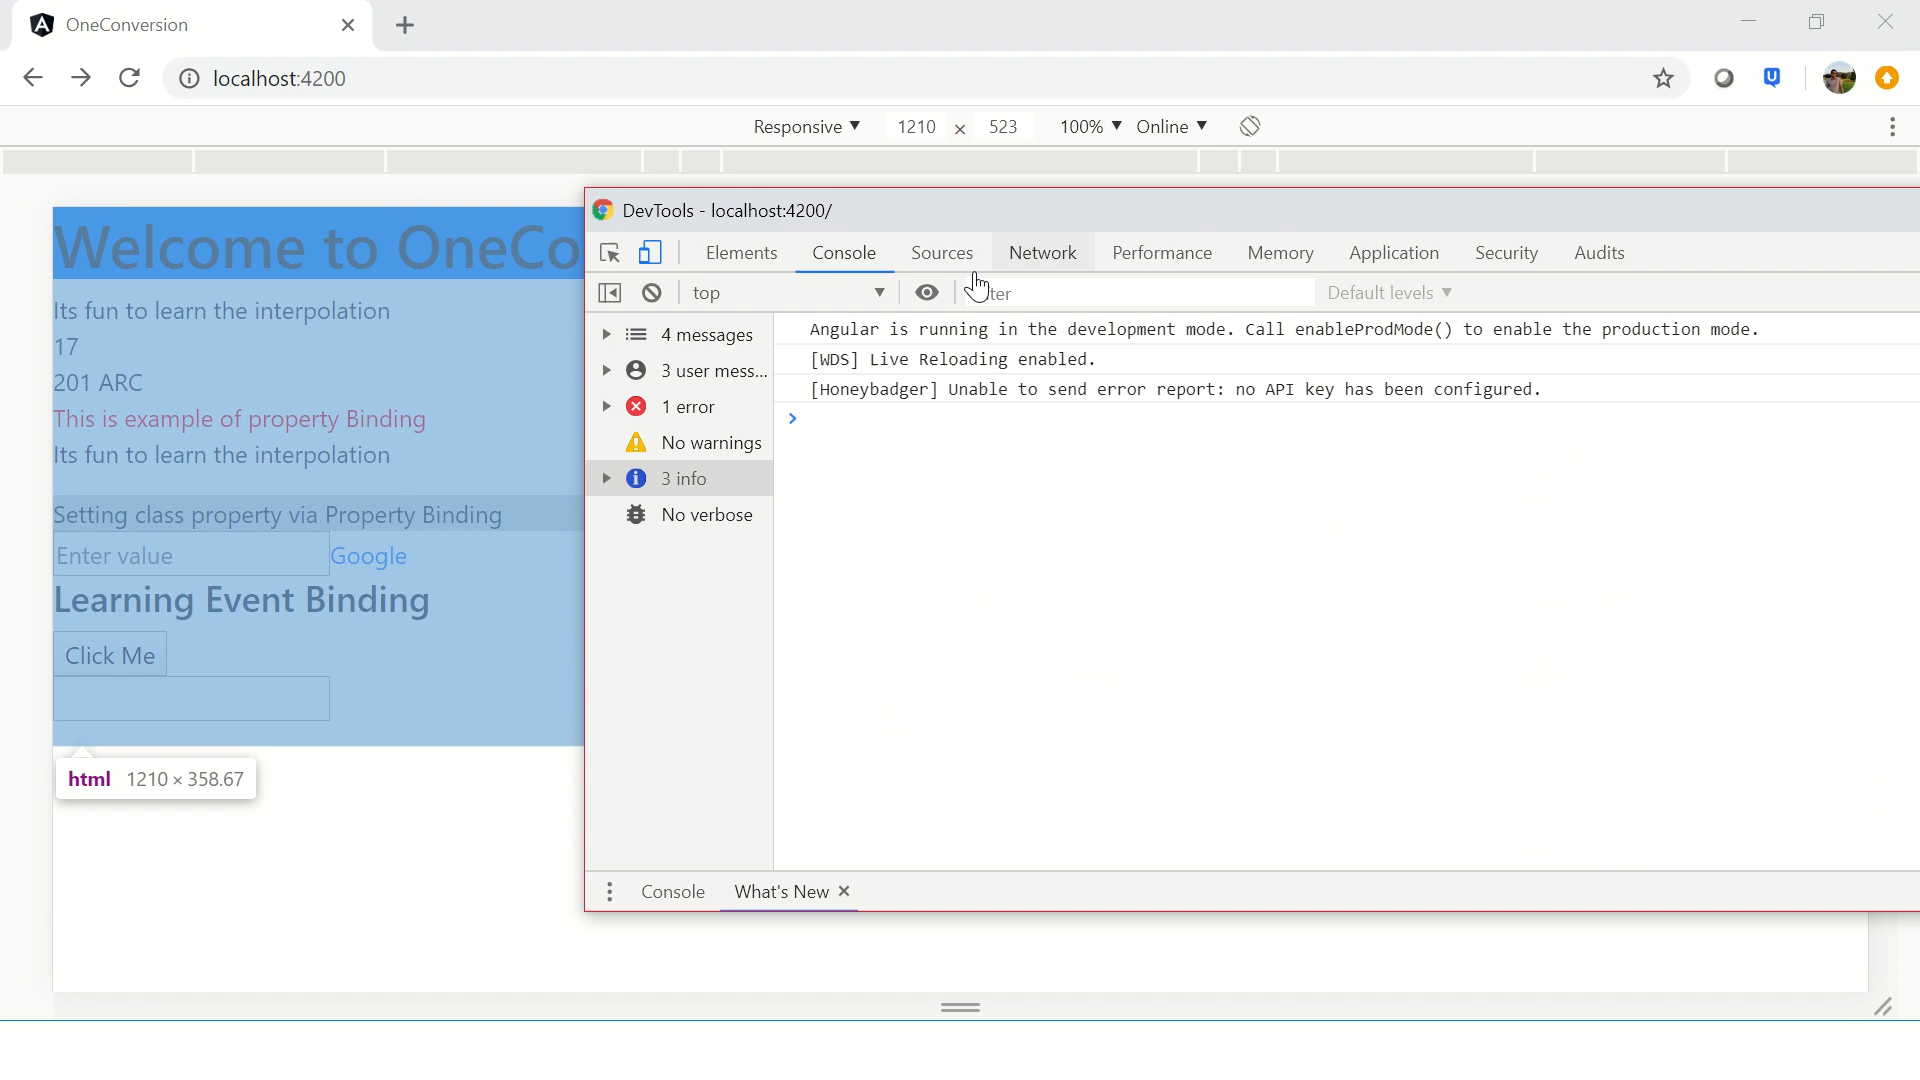 OneConversion
localhost:4200
Responsive 1210 × 523 100% Online
DevTools - localhost:4200/
Elements Console Sources Network Performance Memory Application Security Audits
top Default levels
Welcome to OneCo
Its fun to learn the interpolation
17
201 ARC
This is example of property Binding
Its fun to learn the interpolation
Setting class property via Property Binding
Enter value Google
Learning Event Binding
Click Me
html 1210 × 358.67
4 messages
3 user mess...
1 error
No warnings
3 info
No verbose
Angular is running in the development mode. Call enableProdMode() to enable the production mode.
[WDS] Live Reloading enabled.
[Honeybadger] Unable to send error report: no API key has been configured.
Console What's New